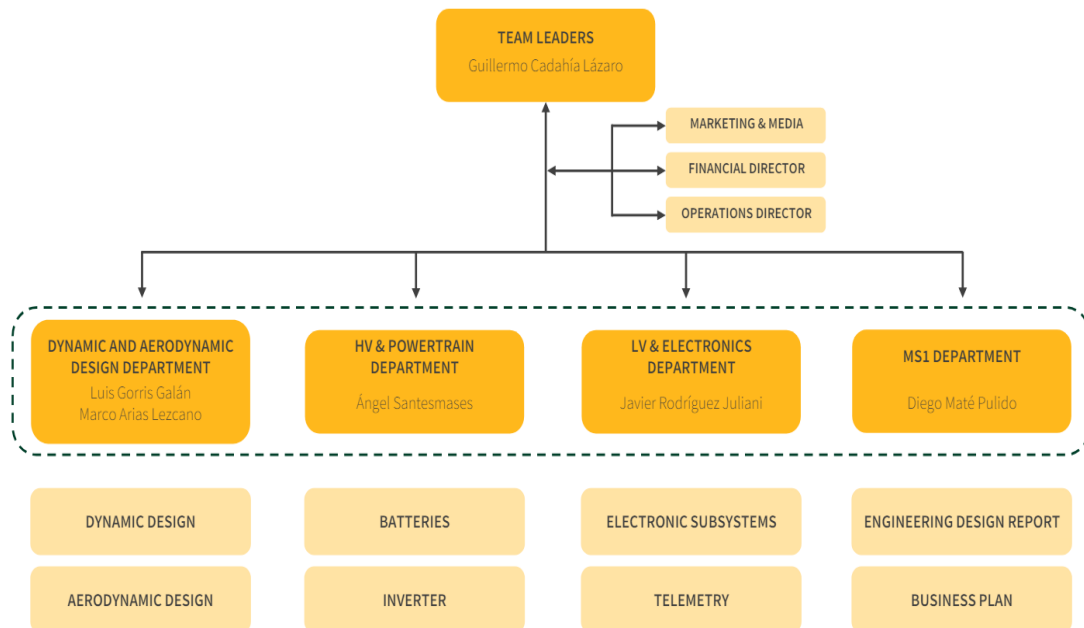 TEAM LEADERS
Guillermo Cadahía Lázaro
MARKETING & MEDIA
FINANCIAL DIRECTOR
OPERATIONS DIRECTOR
DYNAMIC AND AERODYNAMIC
DESIGN DEPARTMENT
Luis Gorris Galán
Marco Arias Lezcano
HV & POWERTRAIN
DEPARTMENT
Ángel Santesmases
LV & ELECTRONICS
DEPARTMENT
Javier Rodríguez Juliani
MS1 DEPARTMENT
Diego Maté Pulido
DYNAMIC DESIGN
BATTERIES
ELECTRONIC SUBSYSTEMS
ENGINEERING DESIGN REPORT
AERODYNAMIC DESIGN
INVERTER
TELEMETRY
BUSINESS PLAN